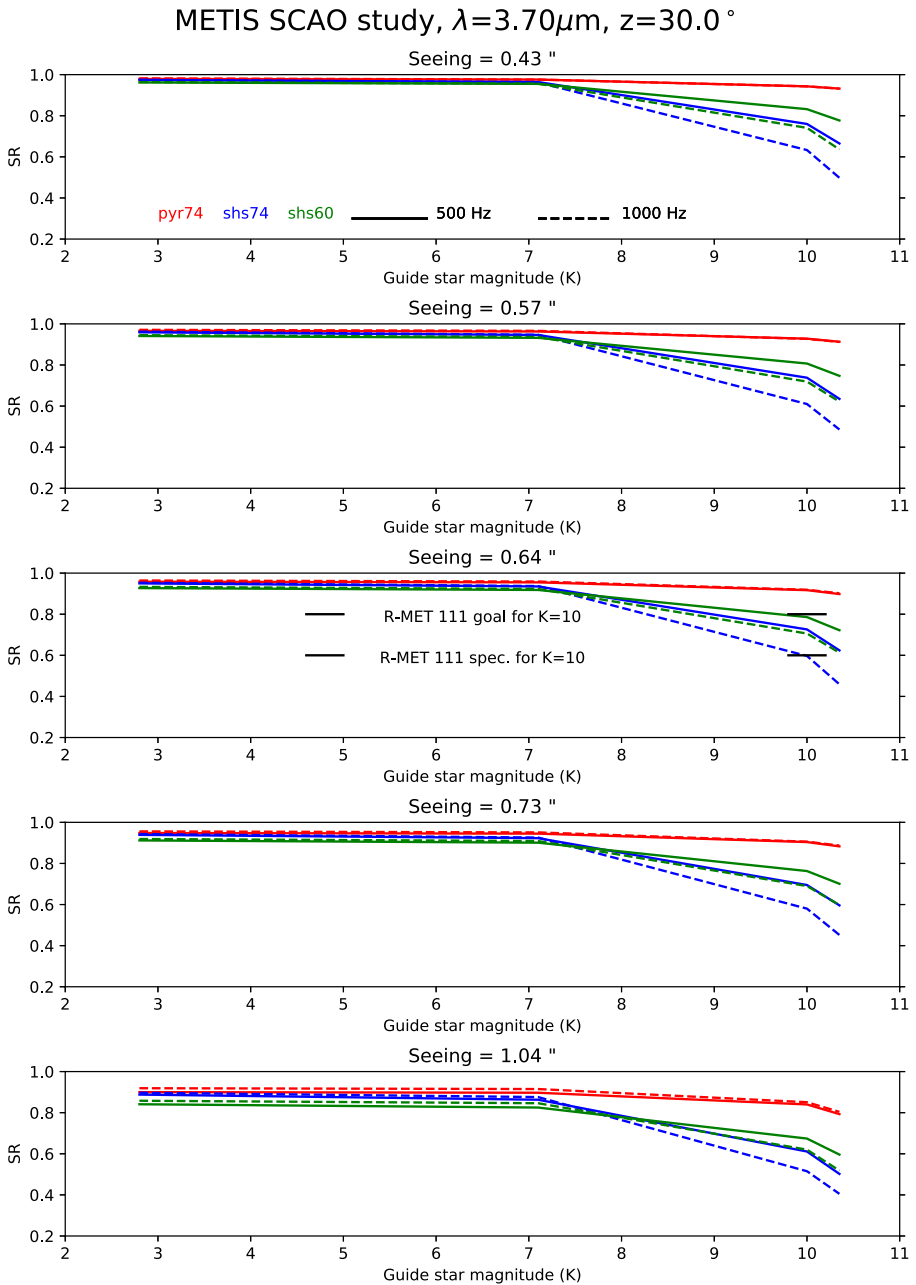 METIS SCAO study, λ=3.70μm, z=30.0°
Seeing = 0.43 "
1.0
0.8
0.6
0.4
0.2
SR
pyr74 shs74 shs60 500 Hz 1000 Hz
2 3 4 5 6 7 8 9 10 11
Guide star magnitude (K)
Seeing = 0.57 "
1.0
0.8
0.6
0.4
0.2
SR
2 3 4 5 6 7 8 9 10 11
Guide star magnitude (K)
Seeing = 0.64 "
1.0
0.8
0.6
0.4
0.2
SR
R-MET 111 goal for K=10
R-MET 111 spec. for K=10
2 3 4 5 6 7 8 9 10 11
Guide star magnitude (K)
Seeing = 0.73 "
1.0
0.8
0.6
0.4
0.2
SR
2 3 4 5 6 7 8 9 10 11
Guide star magnitude (K)
Seeing = 1.04 "
1.0
0.8
0.6
0.4
0.2
SR
2 3 4 5 6 7 8 9 10 11
Guide star magnitude (K)